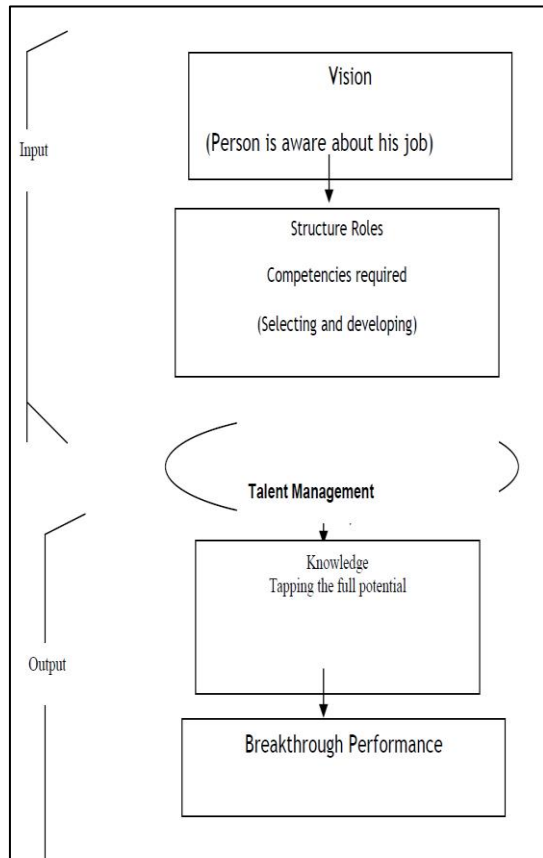 Vision
(Person is aware about his job)
Input
Structure Roles
Competencies required
(Selecting and developing)
Talent Management
Knowledge
Tapping the full potential
Output
Breakthrough Performance